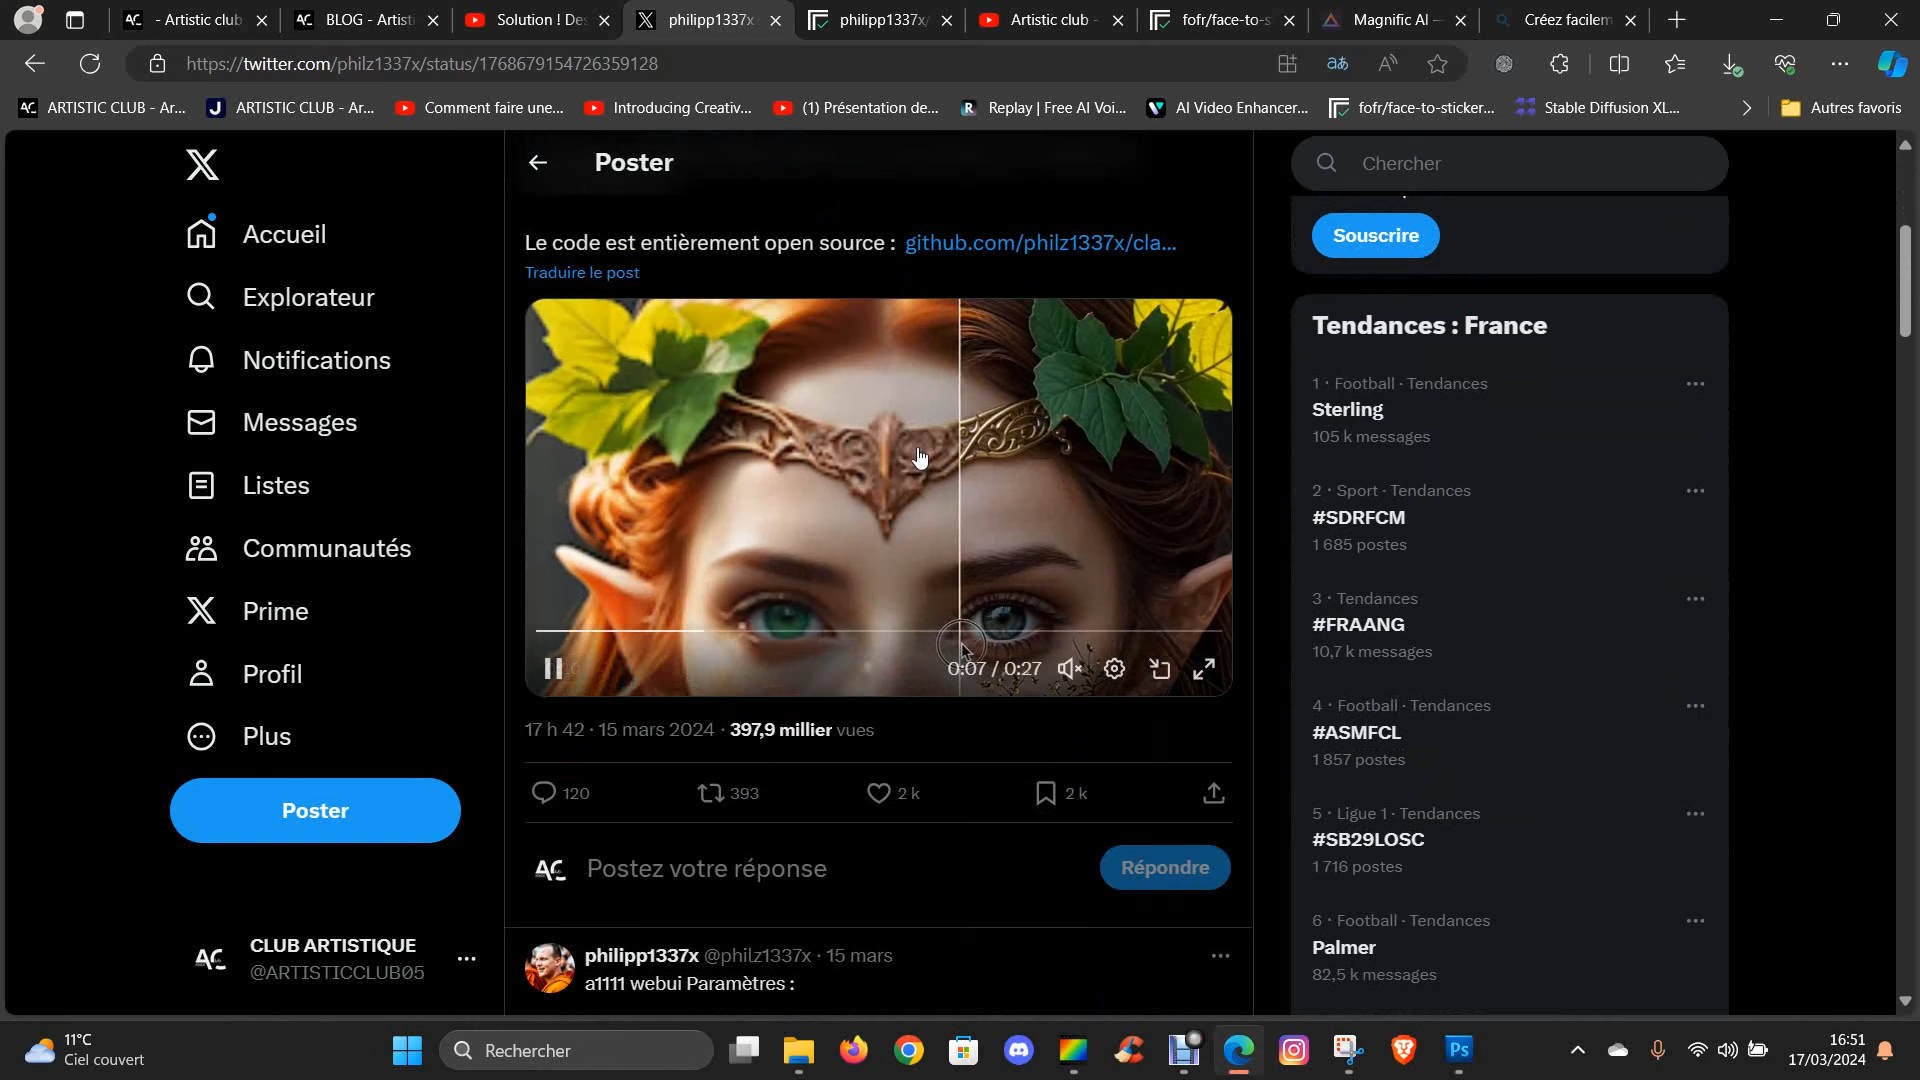 AC - Artistic club
AC BLOG - Artisti
Solution ! De
philipp1337x
philipp1337x/
Artistic club -
fofr/face-to-s
Magnific AI —
Créez facilem
https://twitter.com/philz1337x/status/1768679154726359128
AC ARTISTIC CLUB - Ar...
J ARTISTIC CLUB - Ar...
Comment faire une...
Introducing Creativ...
(1) Présentation de...
Replay | Free AI Voi...
AI Video Enhancer...
fofr/face-to-sticker...
Stable Diffusion XL...
Autres favoris
Accueil
Explorateur
Notifications
Messages
Listes
Communautés
Prime
Profil
Plus
Poster
AC CLUB ARTISTIQUE
@ARTISTICCLUB05
Poster
Le code est entièrement open source : github.com/philz1337x/cla...
Traduire le post
0:07 / 0:27
17 h 42 · 15 mars 2024 · 397,9 millier vues
120
393
2 k
2 k
AC Postez votre réponse
Répondre
philipp1337x @philz1337x · 15 mars
a1111 webui Paramètres :
Chercher
Souscrire
Tendances : France
1 · Football · Tendances
Sterling
105 k messages
2 · Sport · Tendances
#SDRFCM
1 685 postes
3 · Tendances
#FRAANG
10,7 k messages
4 · Football · Tendances
#ASMFCL
1 857 postes
5 · Ligue 1 · Tendances
#SB29LOSC
1 716 postes
6 · Football · Tendances
Palmer
82,5 k messages
11°C
Ciel couvert
Rechercher
Ps
16:51
17/03/2024